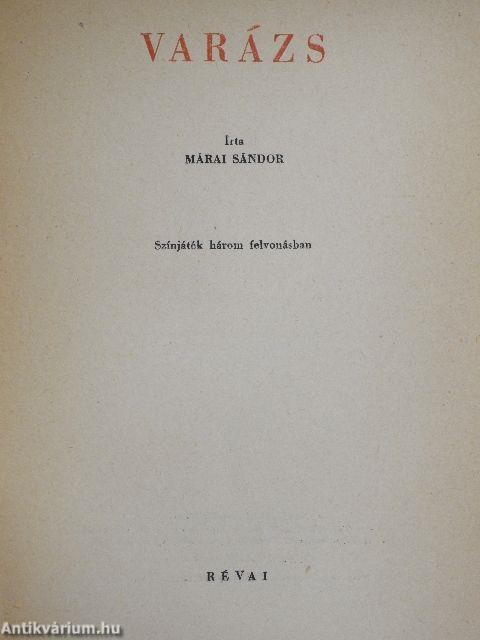 VARÁZS
Írta
MÁRAI SÁNDOR
Színjáték három felvonásban
RÉVAI
Antikvárium.hu